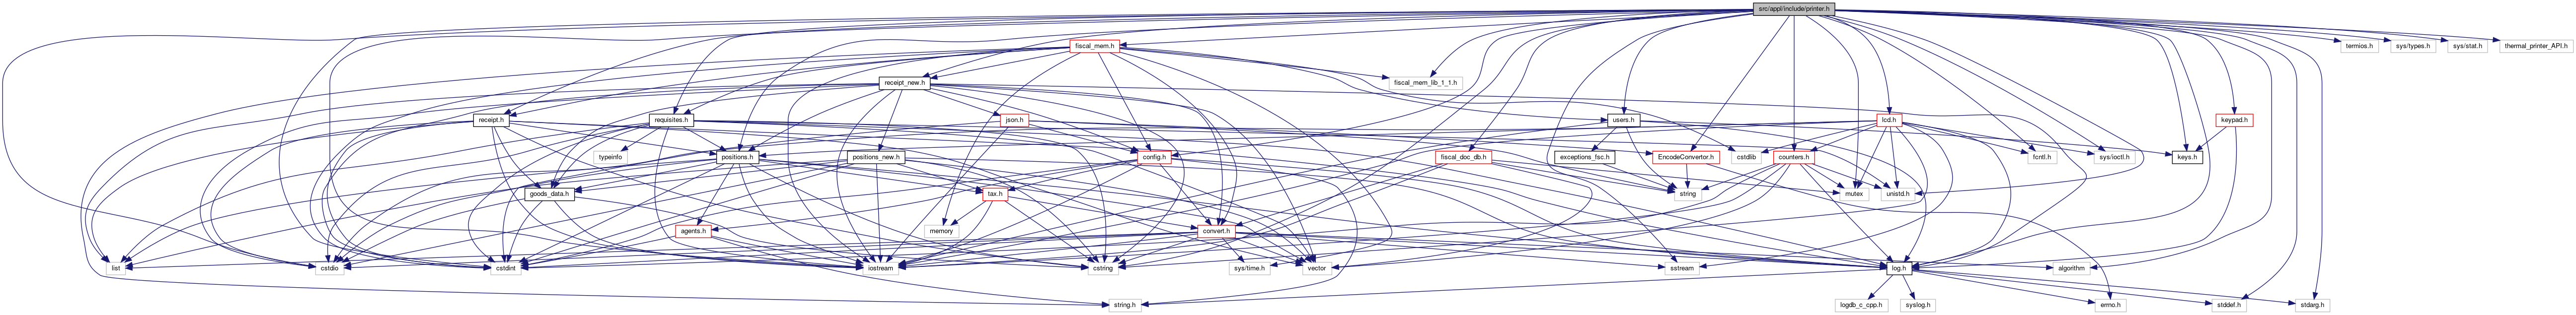 src/appl/include/printer.h
fiscal_mem.h
termios.h
sys/types.h
sys/stat.h
thermal_printer_API.h
receipt_new.h
fiscal_mem_lib_1_1.h
receipt.h
requisites.h
json.h
users.h
lcd.h
keypad.h
typeinfo
positions.h
positions_new.h
config.h
fiscal_doc_db.h
exceptions_fsc.h
EncodeConvertor.h
cstdlib
counters.h
fcntl.h
sys/ioctl.h
keys.h
goods_data.h
tax.h
string
mutex
unistd.h
memory
agents.h
convert.h
list
cstdio
cstdint
iostream
cstring
sys/time.h
vector
sstream
log.h
algorithm
string.h
logdb_c_cpp.h
syslog.h
errno.h
stddef.h
stdarg.h